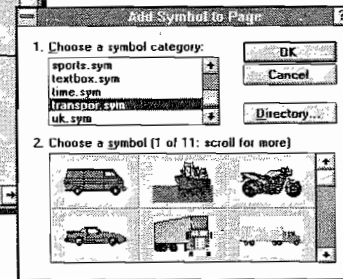 Add Symbol to Page
?
1. Choose a symbol category:
sports.sym
textbox.sym
time.sym
transpor.sym
uk.sym
OK
Cancel
Directory...
2. Choose a symbol (1 of 11: scroll for more)